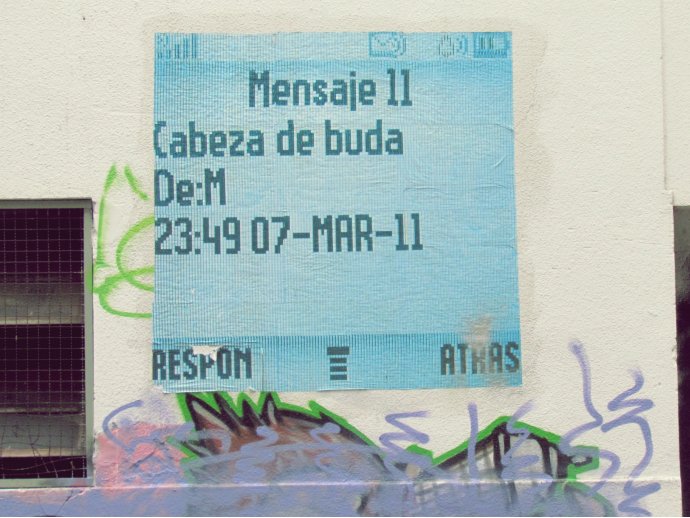 Mensaje 11
Cabeza de buda
De:M
23:49 07-MAR-11
RESPON ATRAS